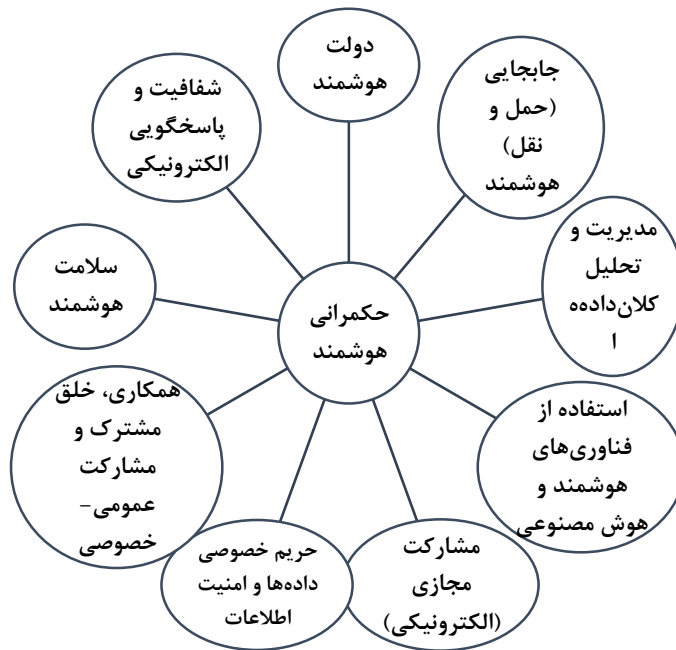 دولت
هوشمند
جابجایی
(حمل و
نقل)
هوشمند
مدیریت و
تحلیل
کلان‌داده‌ه
ا
استفاده از
فناوری‌های
هوشمند و
هوش مصنوعی
مشارکت
مجازی
(الکترونیکی)
حریم خصوصی
داده‌ها و امنیت
اطلاعات
همکاری، خلق
مشترک و
مشارکت
عمومی-
خصوصی
سلامت
هوشمند
شفافیت و
پاسخگویی
الکترونیکی
حکمرانی
هوشمند